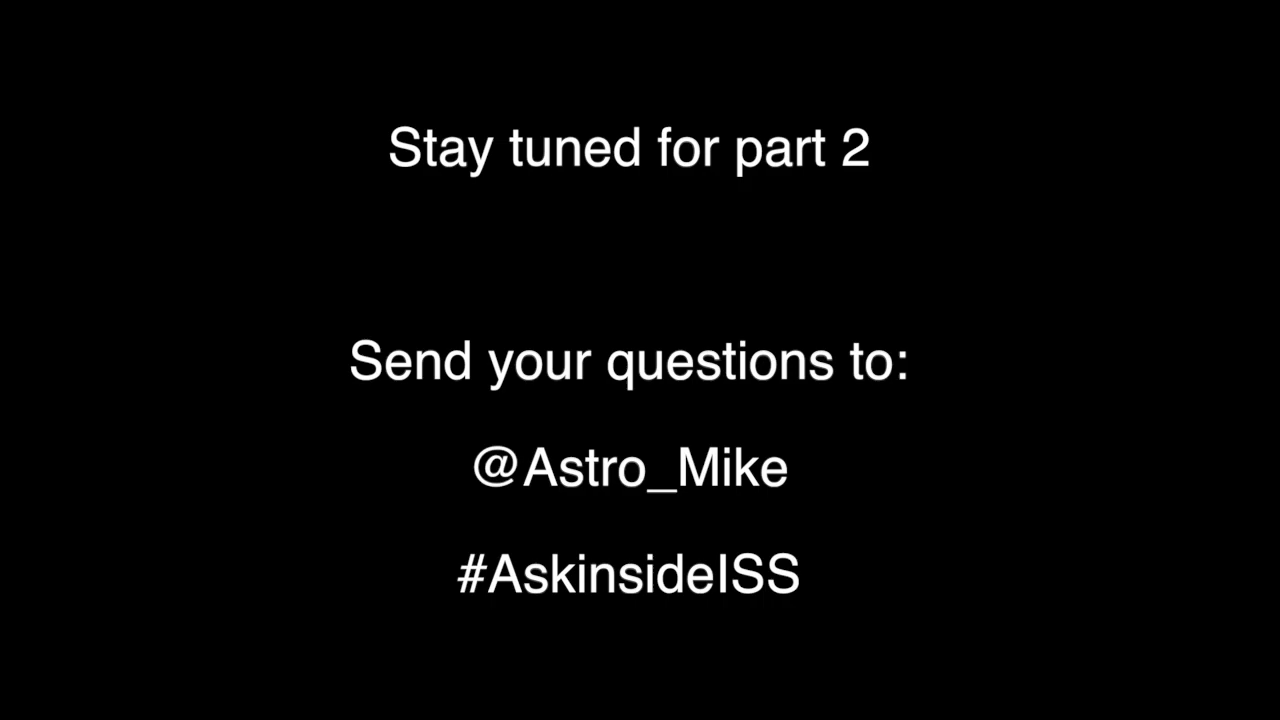 Stay tuned for part 2
Send your questions to:
@Astro_Mike
#AskinsideISS